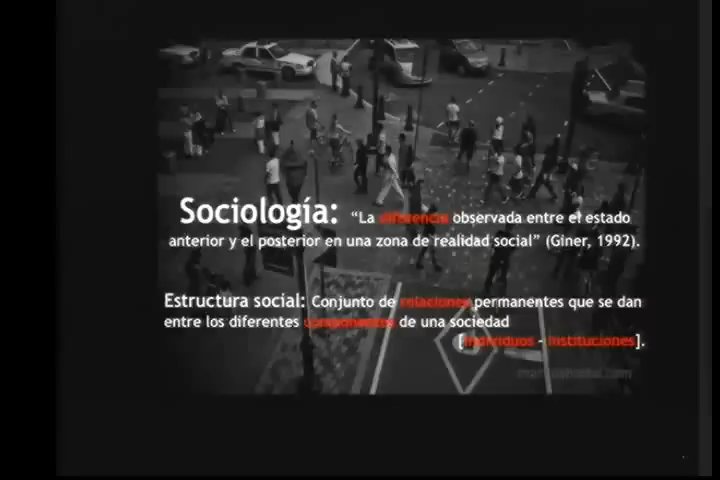 Sociología: “La diferencia observada entre el estado
anterior y el posterior en una zona de realidad social” (Giner, 1992).
Estructura social: Conjunto de relaciones permanentes que se dan
entre los diferentes componentes de una sociedad
[individuos - instituciones].